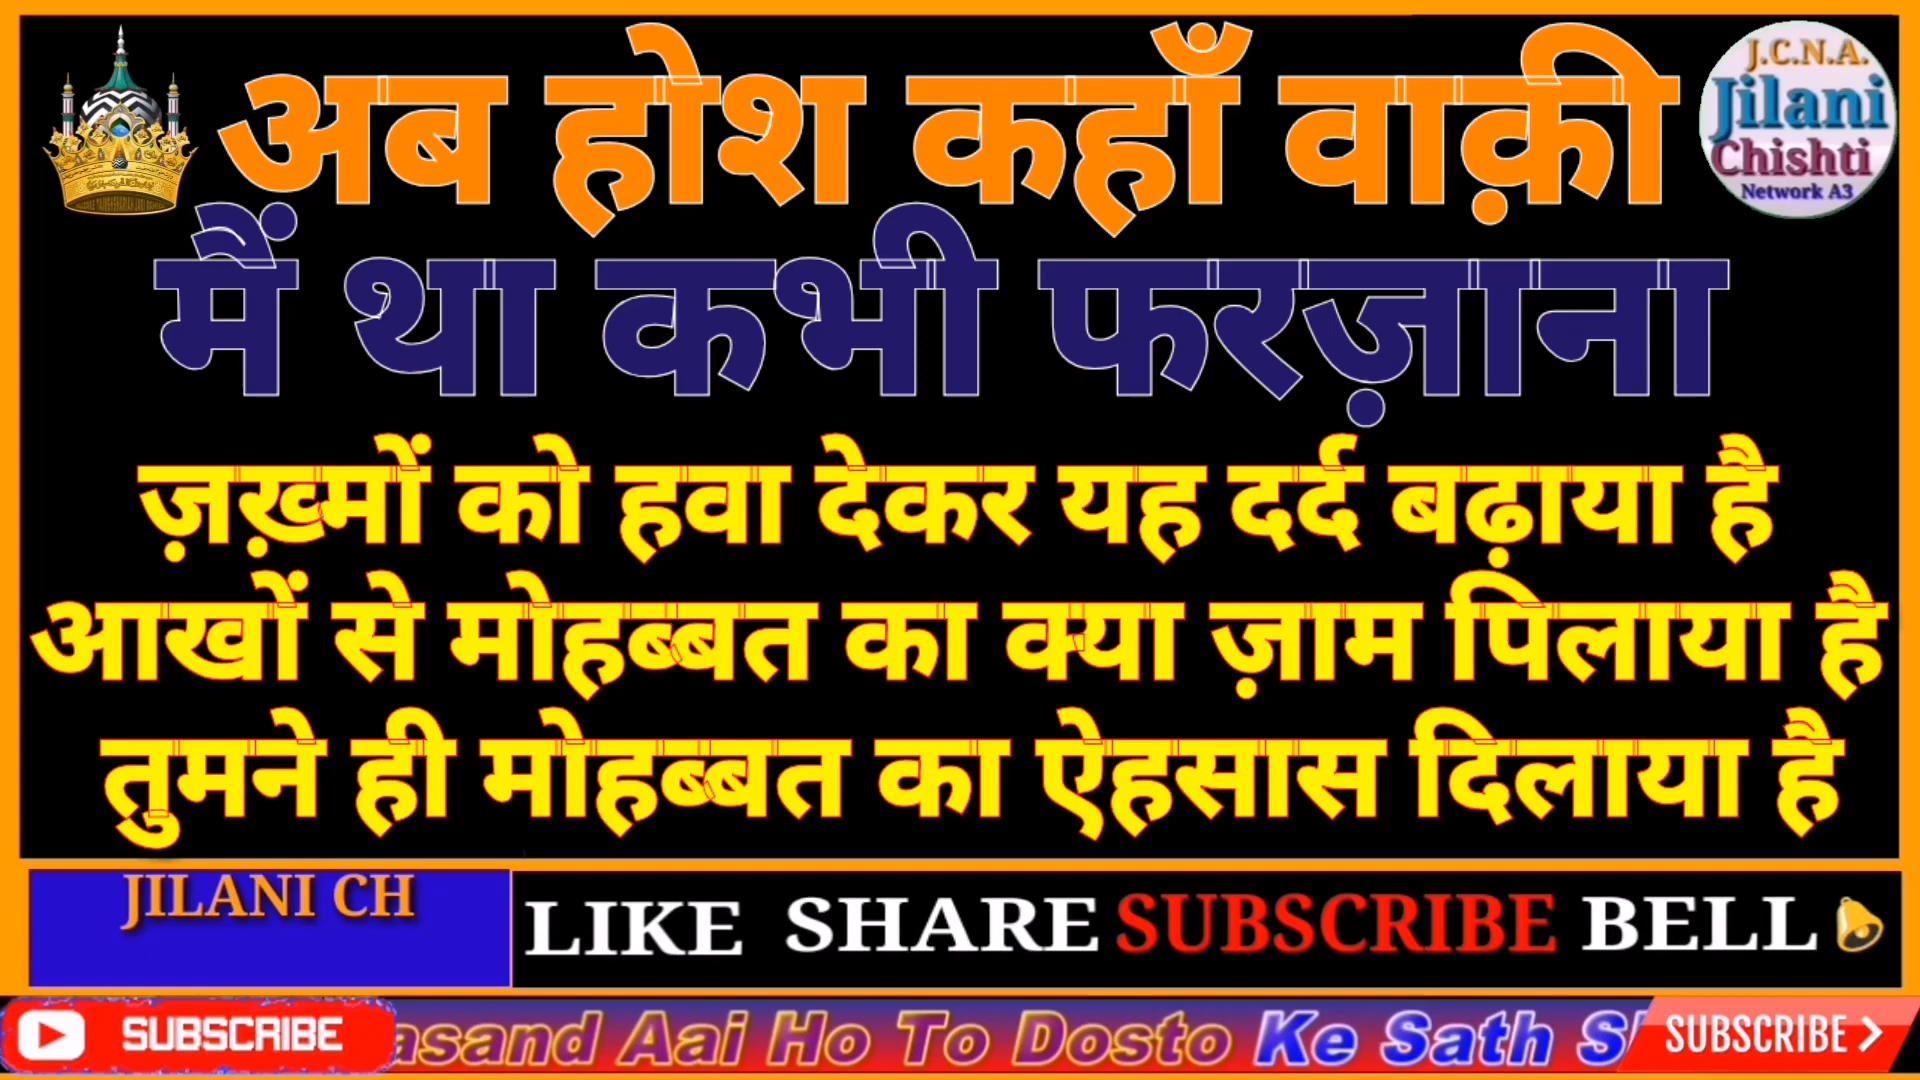 अब होश कहाँ वाक़ी
J.C.N.A.
Jilani
Chishti
Network A3
मैं था कभी फरज़ाना
ज़ख़्मों को हवा देकर यह दर्द बढ़ाया है
आखों से मोहब्बत का क्या ज़ाम पिलाया है
तुमने ही मोहब्बत का ऐहसास दिलाया है
JILANI CH
LIKE SHARE SUBSCRIBE BELL
SUBSCRIBE
asand Aai Ho To Dosto Ke Sath S
SUBSCRIBE